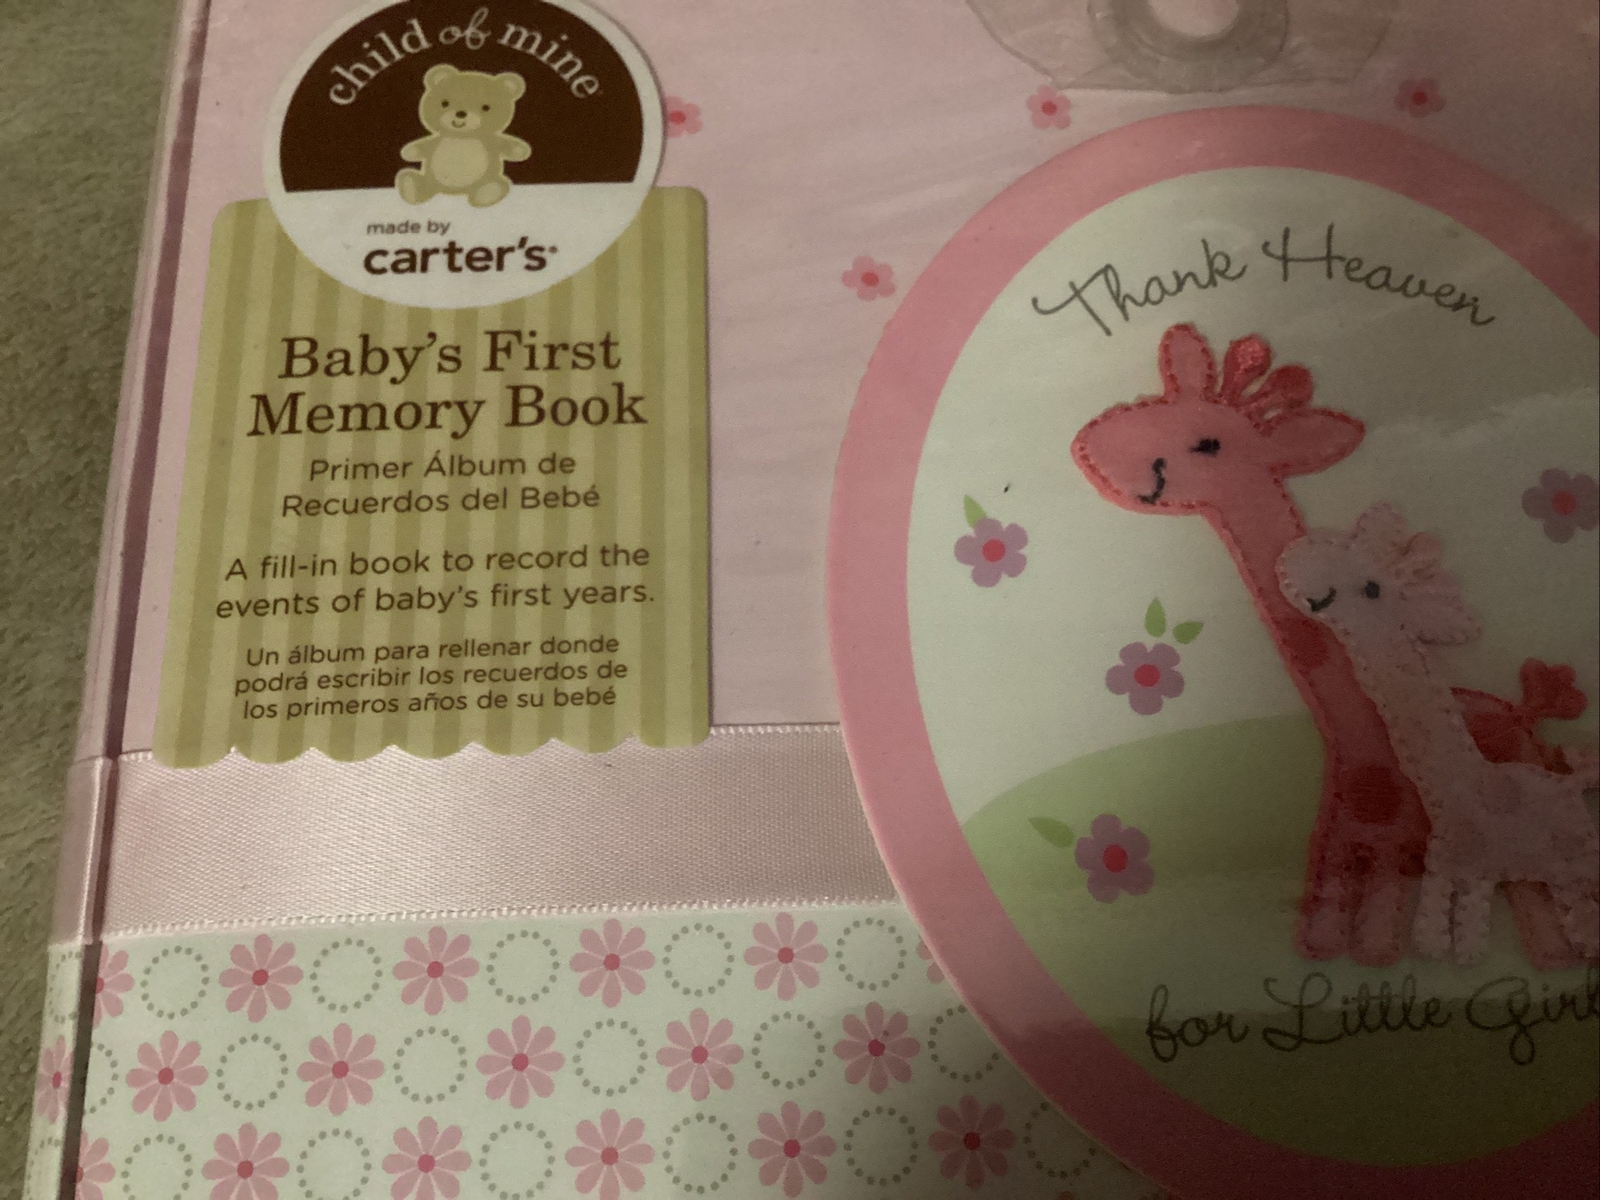 child of mine
made by
carter's
Baby's First
Memory Book
Primer Álbum de
Recuerdos del Bebé
A fill-in book to record the
events of baby's first years.
Un álbum para rellenar donde
podrá escribir los recuerdos de
los primeros años de su bebé
Thank Heaven
for Little Girl